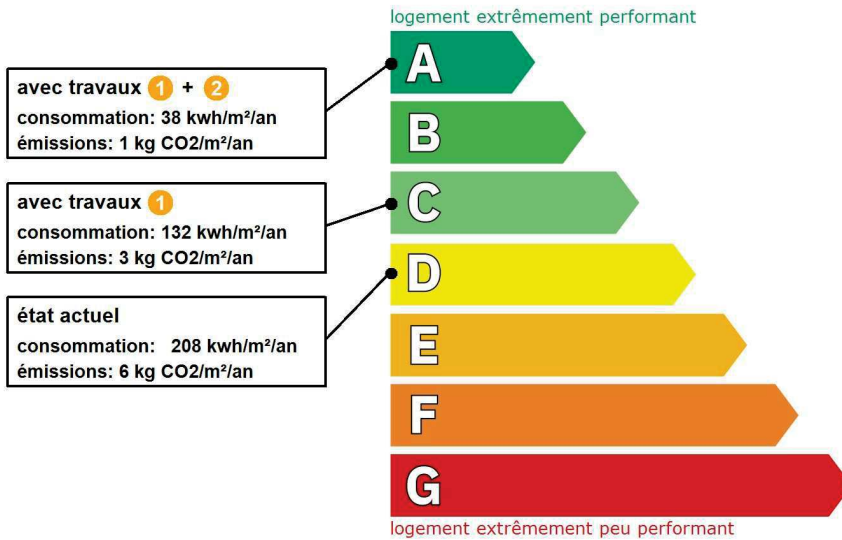 logement extrêmement performant
A
avec travaux 1 + 2
consommation: 38 kwh/m²/an
émissions: 1 kg CO2/m²/an
B
avec travaux 1
consommation: 132 kwh/m²/an
émissions: 3 kg CO2/m²/an
C
D
état actuel
consommation: 208 kwh/m²/an
émissions: 6 kg CO2/m²/an
E
F
G
logement extrêmement peu performant